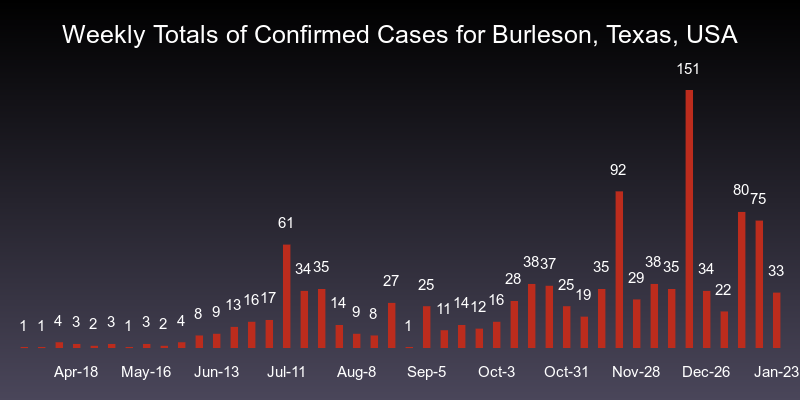 Weekly Totals of Confirmed Cases for Burleson, Texas, USA
1 1 4 3 2 3 1 3 2 4 8 9 13 16 17 61 34 35 14 9 8 27 1 25 11 14 12 16 28 38 37 25 19 35 92 29 38 35 151 34 22 80 75 33
Apr-18 May-16 Jun-13 Jul-11 Aug-8 Sep-5 Oct-3 Oct-31 Nov-28 Dec-26 Jan-23